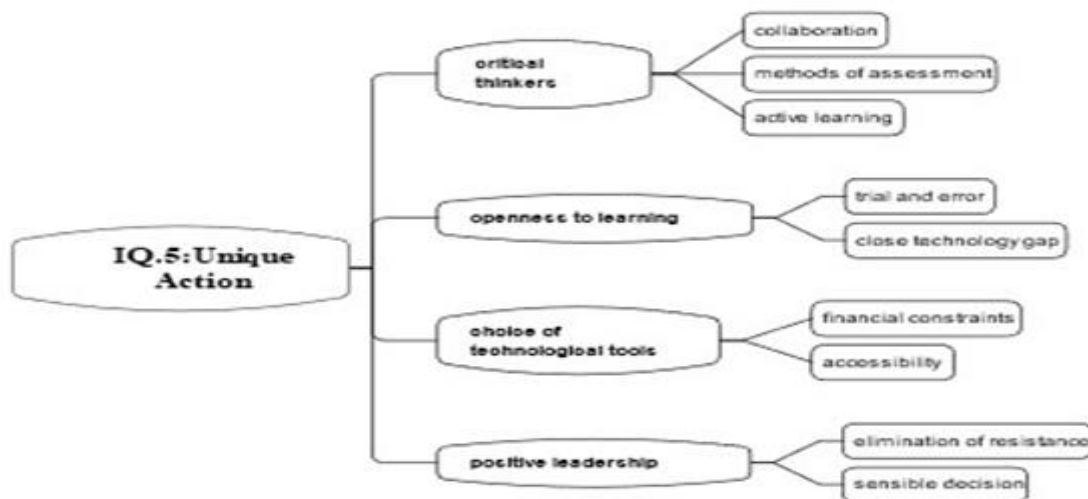 critical
thinkers
collaboration
methods of assessment
active learning
openness to learning
trial and error
close technology gap
IQ.5:Unique
Action
choice of
technological tools
financial constraints
accessibility
positive leadership
elimination of resistance
sensible decision